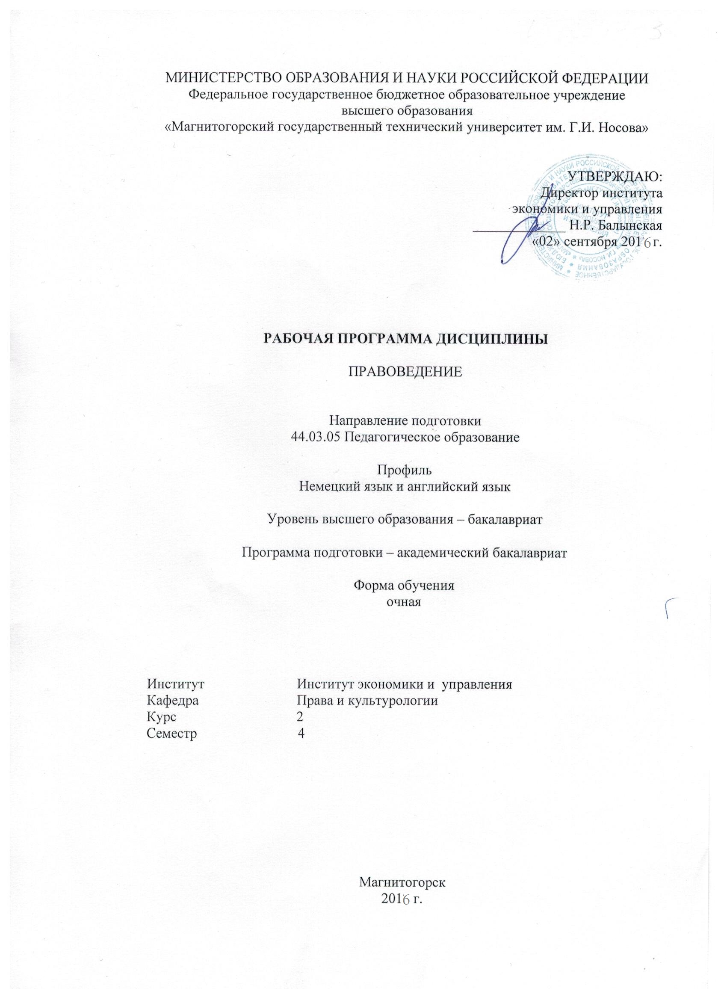 МИНИСТЕРСТВО ОБРАЗОВАНИЯ И НАУКИ РОССИЙСКОЙ ФЕДЕРАЦИИ
Федеральное государственное бюджетное образовательное учреждение
высшего образования
«Магнитогорский государственный технический университет им. Г.И. Носова»
УТВЕРЖДАЮ:
Директор института
экономики и управления
Н.Р. Балынская
«02» сентября 2016 г.
РАБОЧАЯ ПРОГРАММА ДИСЦИПЛИНЫ
ПРАВОВЕДЕНИЕ
Направление подготовки
44.03.05 Педагогическое образование
Профиль
Немецкий язык и английский язык
Уровень высшего образования – бакалавриат
Программа подготовки – академический бакалавриат
Форма обучения
очная
Институт Институт экономики и управления
Кафедра Права и культурологии
Курс 2
Семестр 4
Магнитогорск
2016 г.